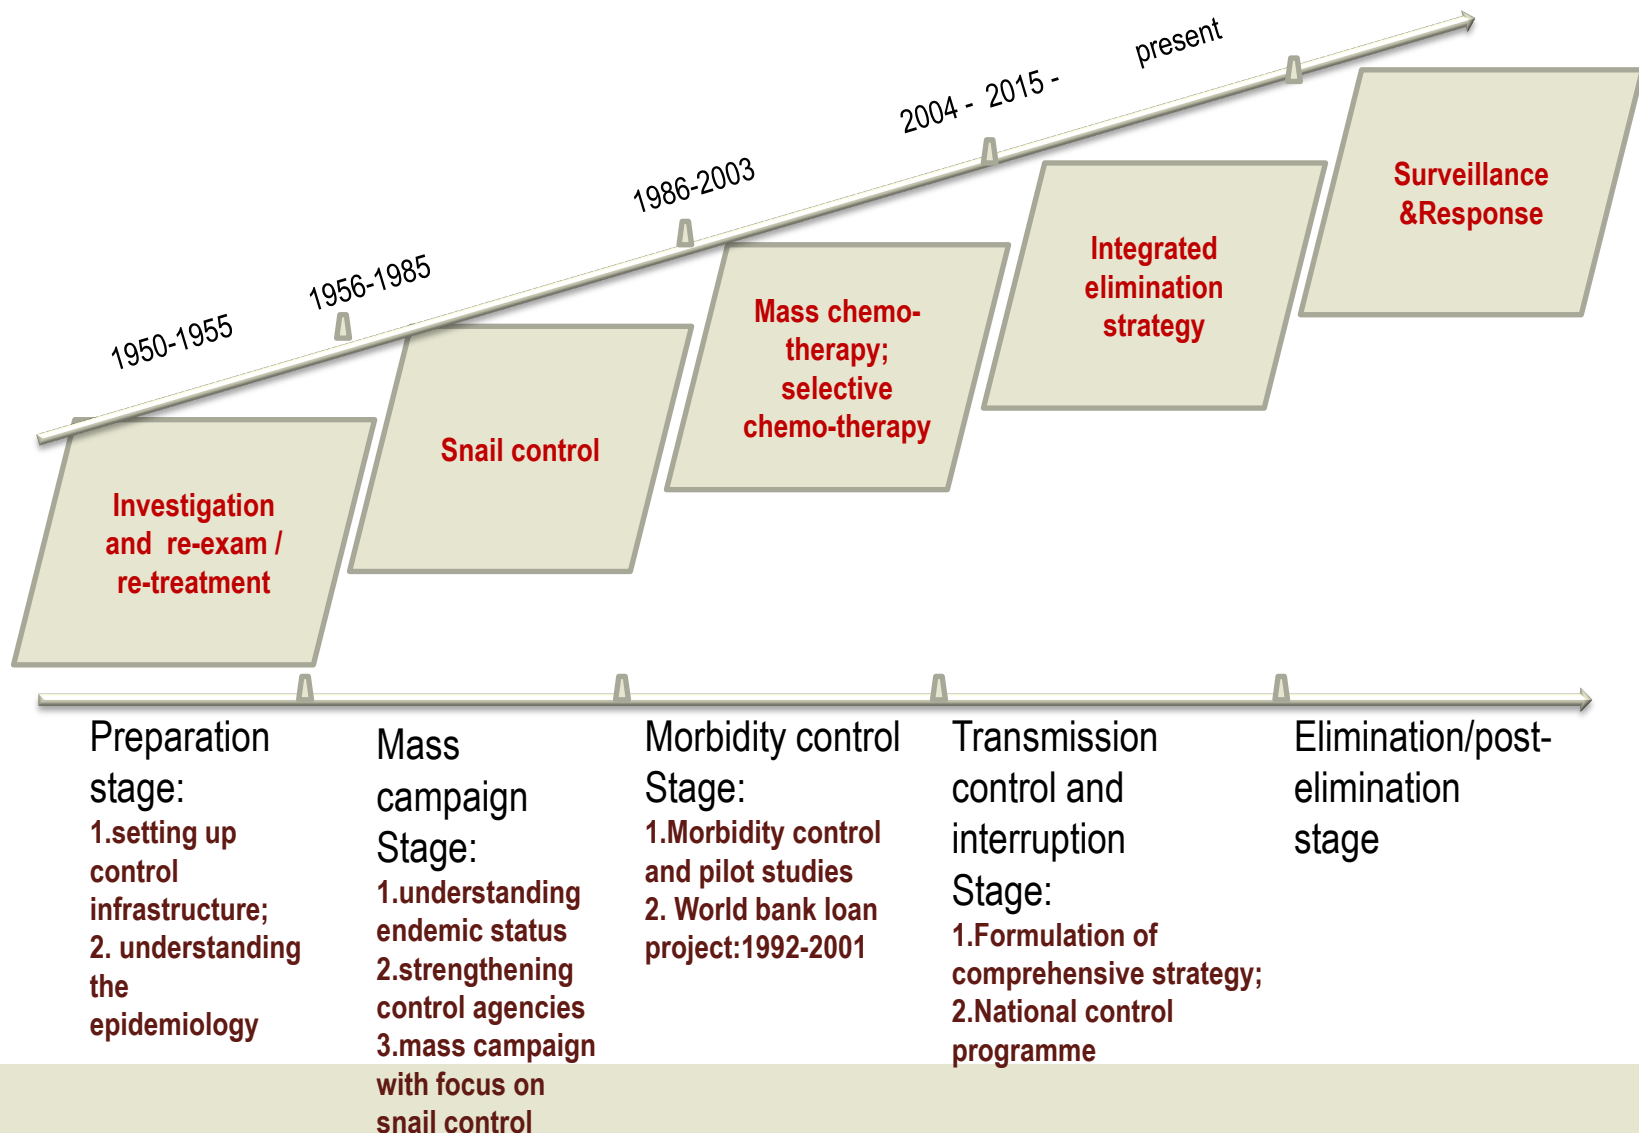 1950-1955
1956-1985
1986-2003
2004 - 2015 -
present
Investigation
and re-exam /
re-treatment
Snail control
Mass chemo-
therapy;
selective
chemo-therapy
Integrated
elimination
strategy
Surveillance
&Response
Preparation
stage:
1.setting up
control
infrastructure;
2. understanding
the
epidemiology
Mass
campaign
Stage:
1.understanding
endemic status
2.strengthening
control agencies
3.mass campaign
with focus on
snail control
Morbidity control
Stage:
1.Morbidity control
and pilot studies
2. World bank loan
project:1992-2001
Transmission
control and
interruption
Stage:
1.Formulation of
comprehensive strategy;
2.National control
programme
Elimination/post-
elimination
stage